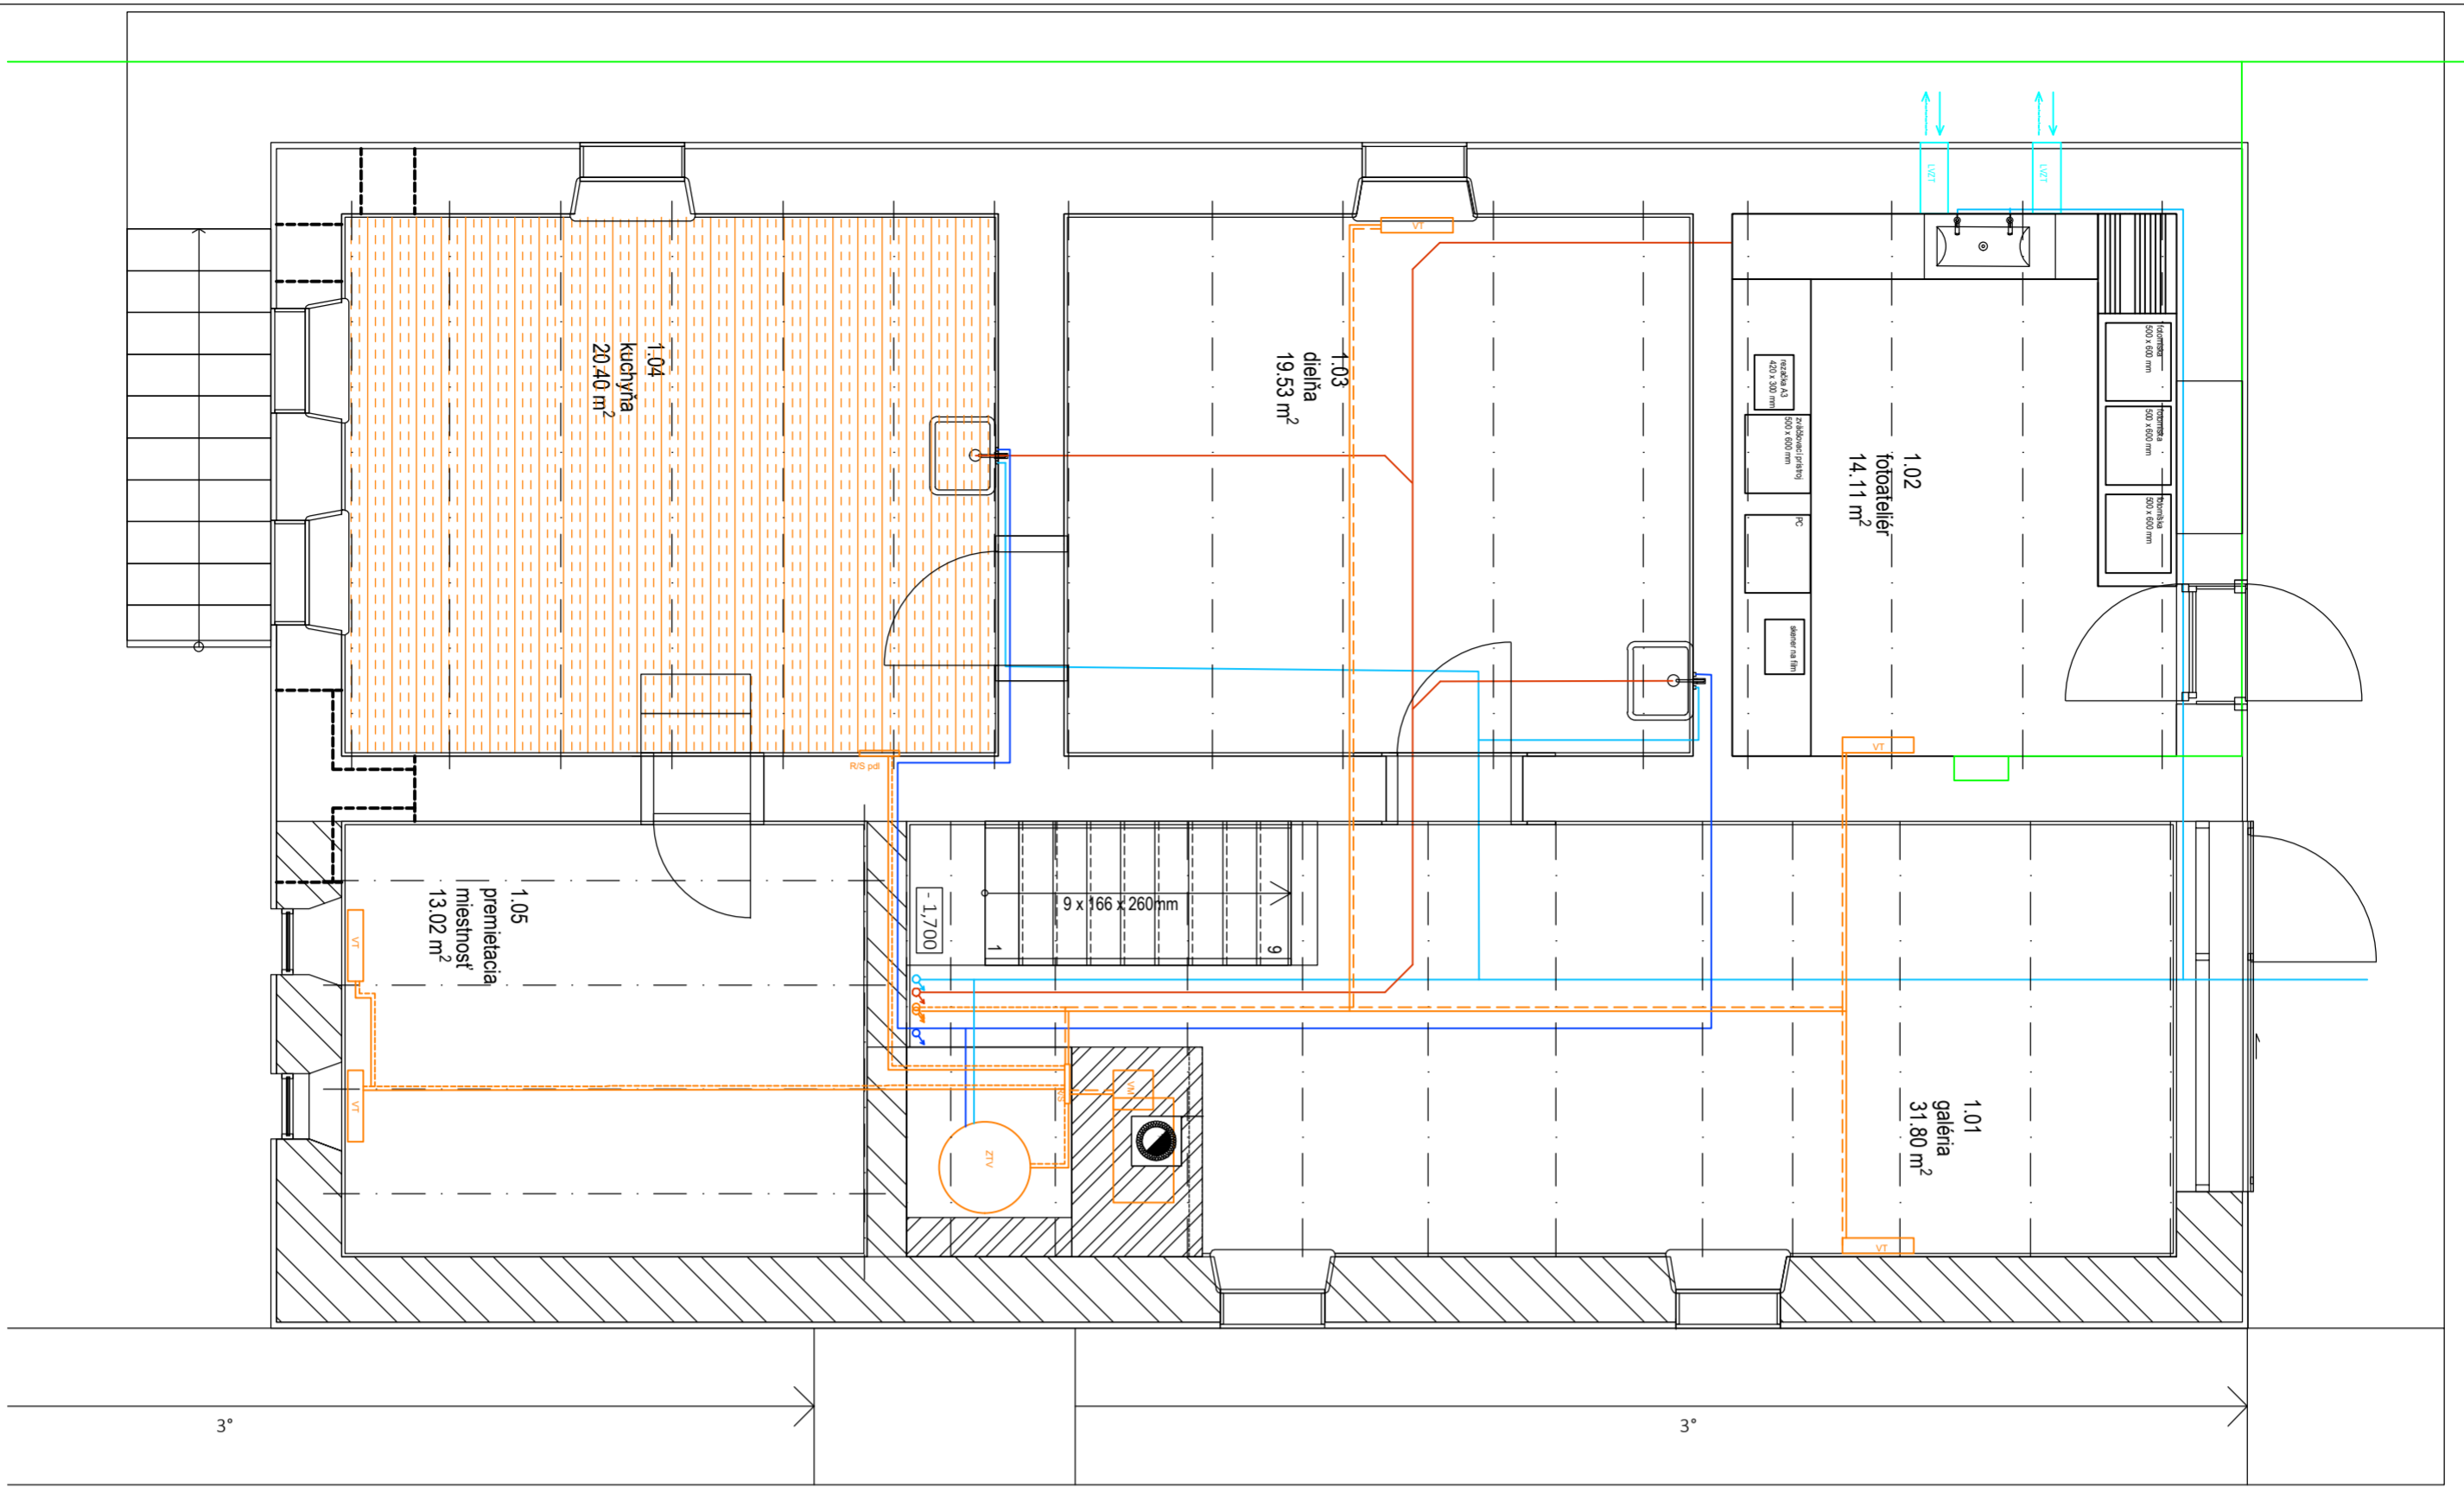 LVZT
LVZT
VT
fotomiska
500 x 600 mm
fotomiska
500 x 600 mm
fotomiska
500 x 600 mm
rezačka A3
420 x 300 mm
zväčšovací prístroj
500 x 600 mm
PC
skener na film
1.02
fotoateliér
14.11 m²
1.03
dielňa
19.53 m²
1.04
kuchyňa
20.40 m²
R/S pdl
VT
1.05
premietacia
miestnosť
13.02 m²
VT
VT
- 1,700
9 x 166 x 260mm
1
9
R/S
VM
ZTV
1.01
galéria
31.80 m²
VT
3°
3°